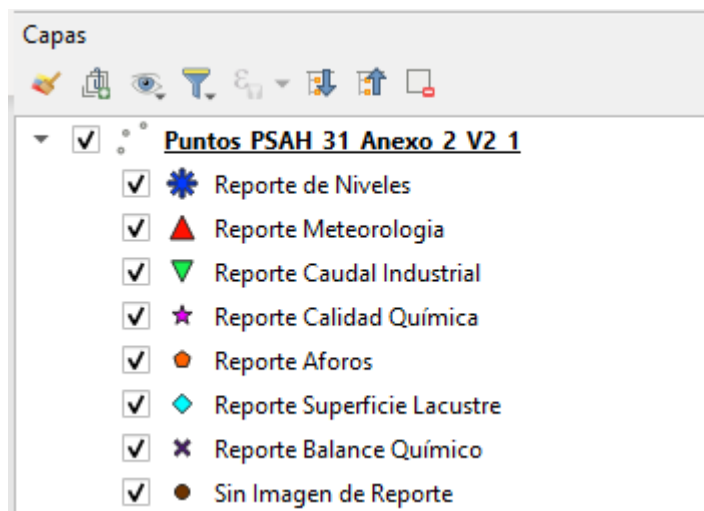 Capas
Puntos PSAH 31 Anexo 2 V2 1
Reporte de Niveles
Reporte Meteorologia
Reporte Caudal Industrial
Reporte Calidad Química
Reporte Aforos
Reporte Superficie Lacustre
Reporte Balance Químico
Sin Imagen de Reporte